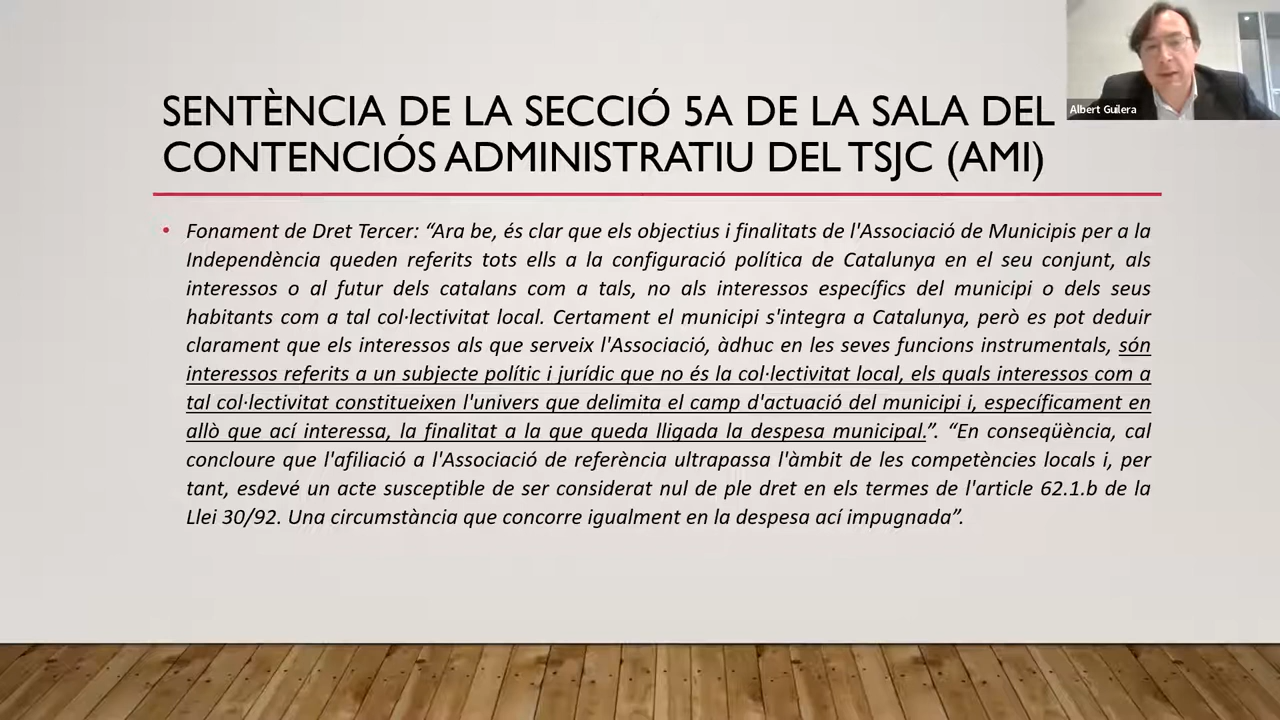 SENTÈNCIA DE LA SECCIÓ 5A DE LA SALA DEL
CONTENCIÓS ADMINISTRATIU DEL TSJC (AMI)
Albert Guilera
• Fonament de Dret Tercer: “Ara be, és clar que els objectius i finalitats de l'Associació de Municipis per a la
Independència queden referits tots ells a la configuració política de Catalunya en el seu conjunt, als
interessos o al futur dels catalans com a tals, no als interessos específics del municipi o dels seus
habitants com a tal col·lectivitat local. Certament el municipi s'integra a Catalunya, però es pot deduir
clarament que els interessos als que serveix l'Associació, àdhuc en les seves funcions instrumentals, són
interessos referits a un subjecte polític i jurídic que no és la col·lectivitat local, els quals interessos com a
tal col·lectivitat constitueixen l'univers que delimita el camp d'actuació del municipi i, específicament en
allò que ací interessa, la finalitat a la que queda lligada la despesa municipal.”. “En conseqüència, cal
concloure que l'afiliació a l'Associació de referència ultrapassa l'àmbit de les competències locals i, per
tant, esdevé un acte susceptible de ser considerat nul de ple dret en els termes de l'article 62.1.b de la
Llei 30/92. Una circumstància que concorre igualment en la despesa ací impugnada”.